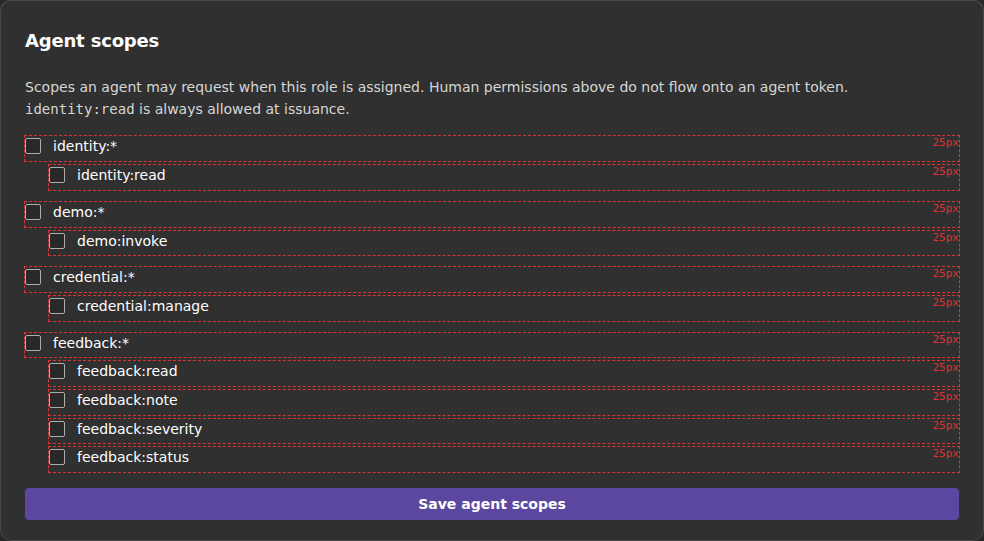 Agent scopes
Scopes an agent may request when this role is assigned. Human permissions above do not flow onto an agent token.
identity:read is always allowed at issuance.
identity:* 25px
identity:read 25px
demo:* 25px
demo:invoke 25px
credential:* 25px
credential:manage 25px
feedback:* 25px
feedback:read 25px
feedback:note 25px
feedback:severity 25px
feedback:status 25px
Save agent scopes